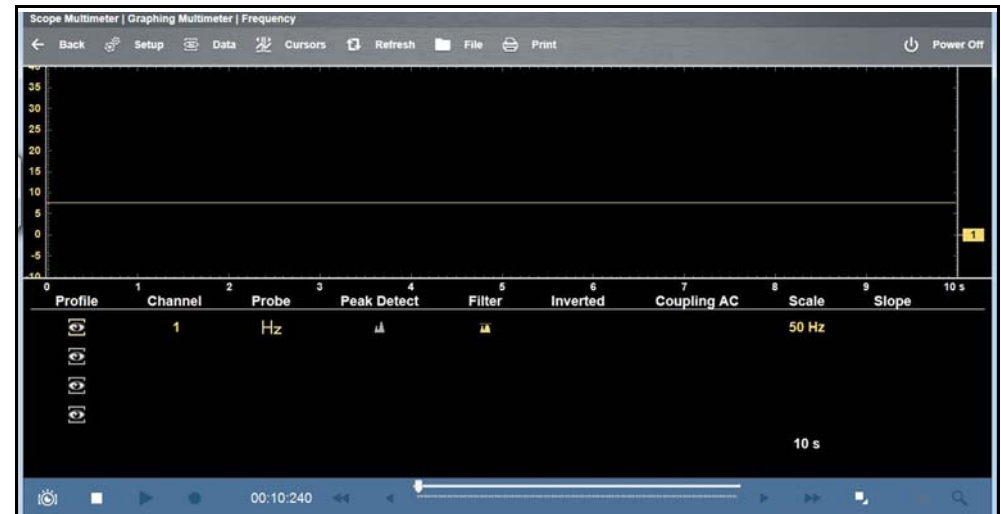 Scope Multimeter | Graphing Multimeter | Frequency
Back Setup Data Cursors Refresh File Print Power Off
40
35
30
25
20
15
10
5
0 1
-5
-10
0 1 2 3 4 5 6 7 8 9 10 s
Profile Channel Probe Peak Detect Filter Inverted Coupling AC Scale Slope
1 Hz 50 Hz
10 s
00:10:240